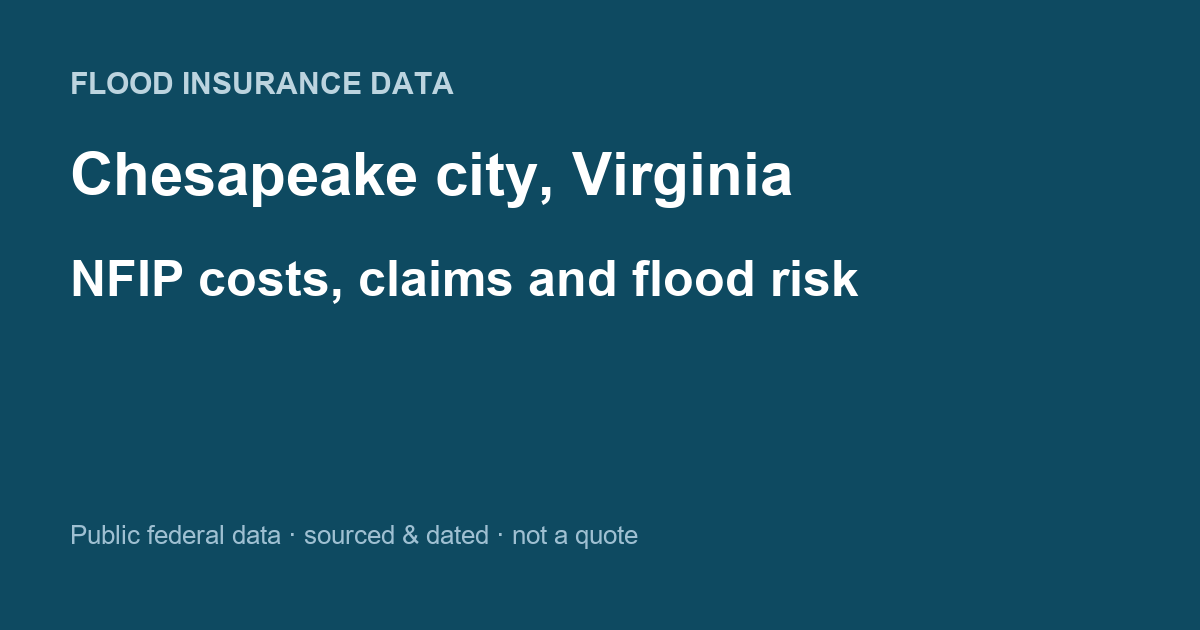 FLOOD INSURANCE DATA
Chesapeake city, Virginia
NFIP costs, claims and flood risk
Public federal data · sourced & dated · not a quote